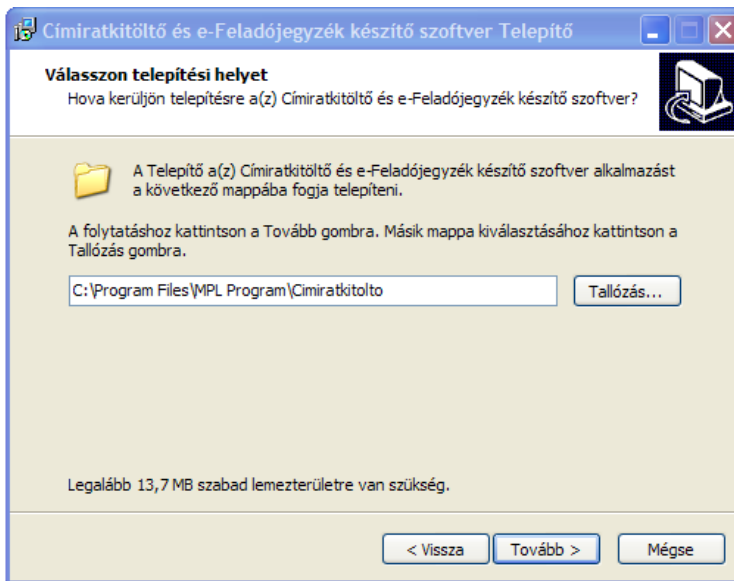 Címiratkitöltő és e-Feladójegyzék készítő szoftver Telepítő
Válasszon telepítési helyet
Hova kerüljön telepítésre a(z) Címiratkitöltő és e-Feladójegyzék készítő szoftver?
A Telepítő a(z) Címiratkitöltő és e-Feladójegyzék készítő szoftver alkalmazást
a következő mappába fogja telepíteni.
A folytatáshoz kattintson a Tovább gombra. Másik mappa kiválasztásához kattintson a
Tallózás gombra.
C:\Program Files\MPL Program\Cimiratkitolto
Tallózás...
Legalább 13,7 MB szabad lemezterületre van szükség.
< Vissza
Tovább >
Mégse